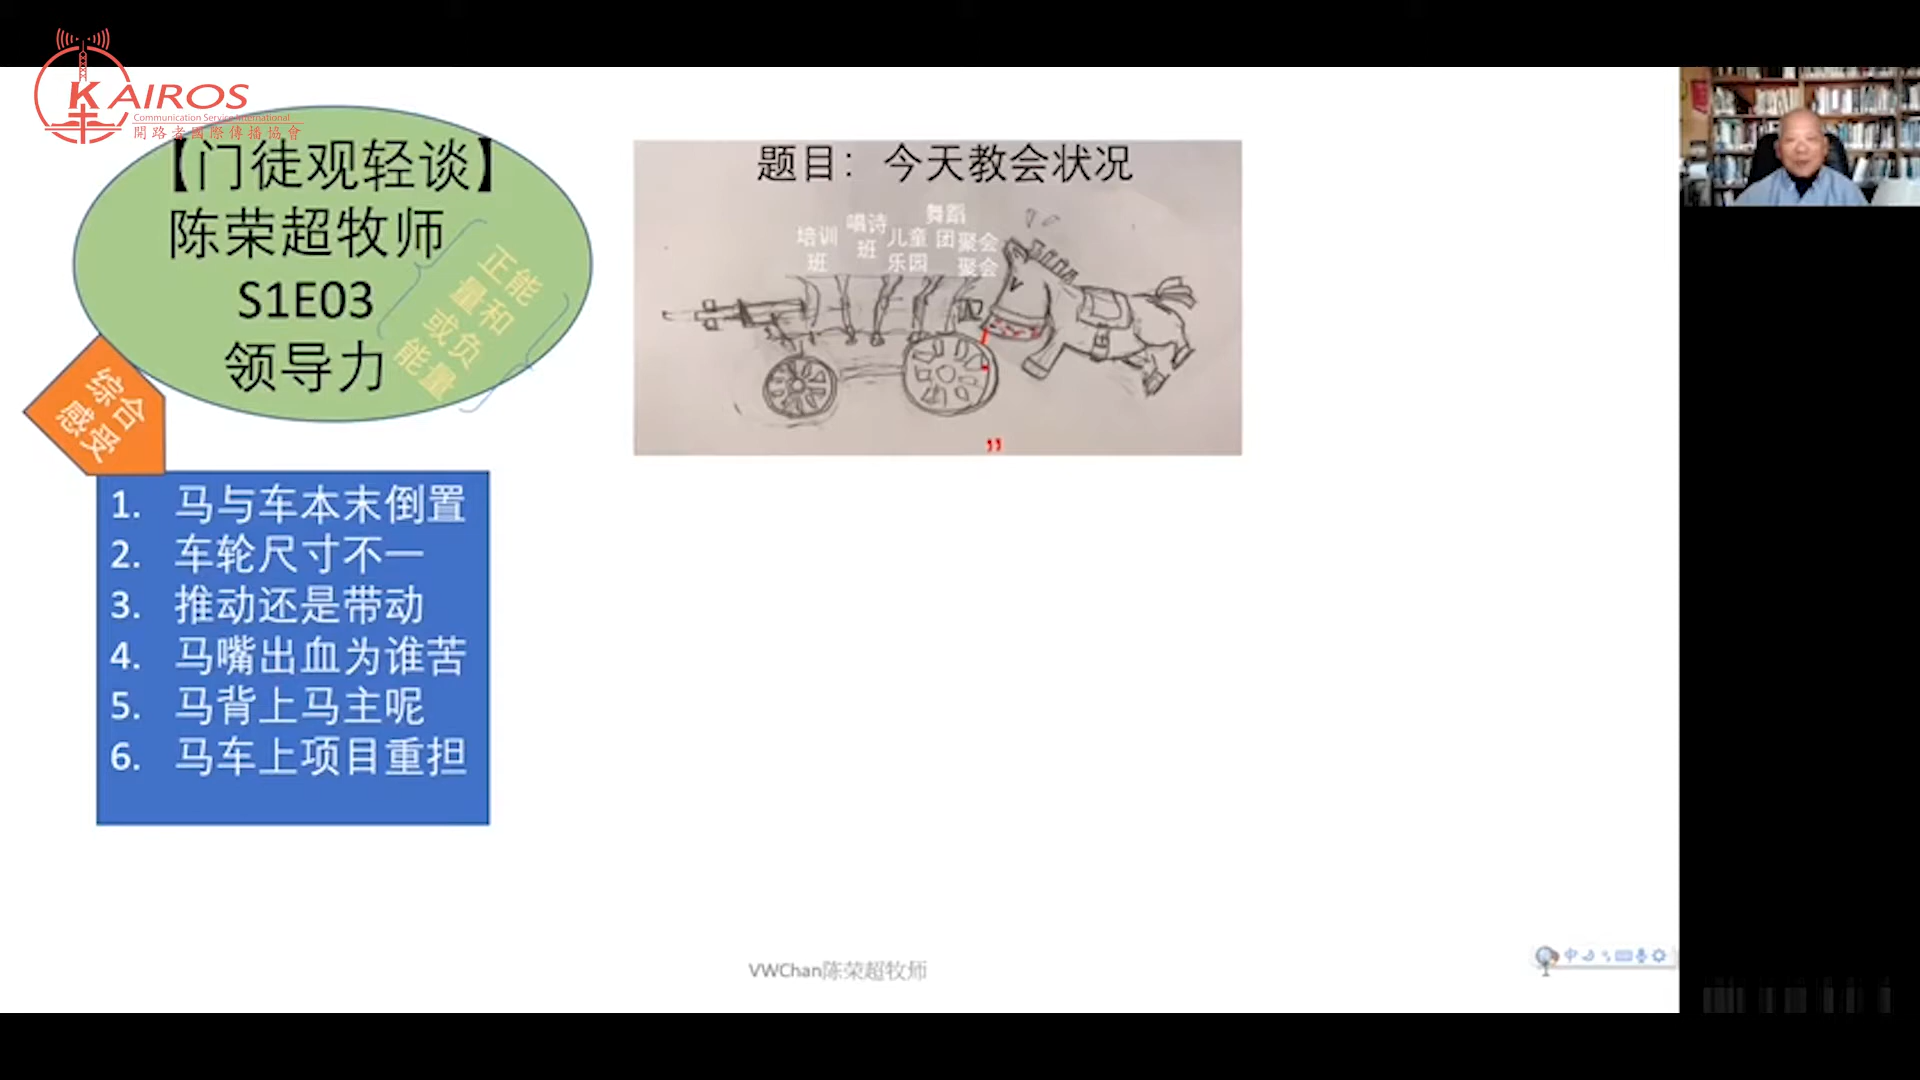 KAIROS
Communication Service International
開路者國際傳播協會
【门徒观轻谈】
陈荣超牧师
S1E03
领导力
正能
量和
或负
能量
综合
感受
1. 马与车本末倒置
2. 车轮尺寸不一
3. 推动还是带动
4. 马嘴出血为谁苦
5. 马背上马主呢
6. 马车上项目重担
题目： 今天教会状况
培训
班
唱诗
班
儿童
乐园
舞蹈
团
聚会
聚会
”
VWChan陈荣超牧师
中
1